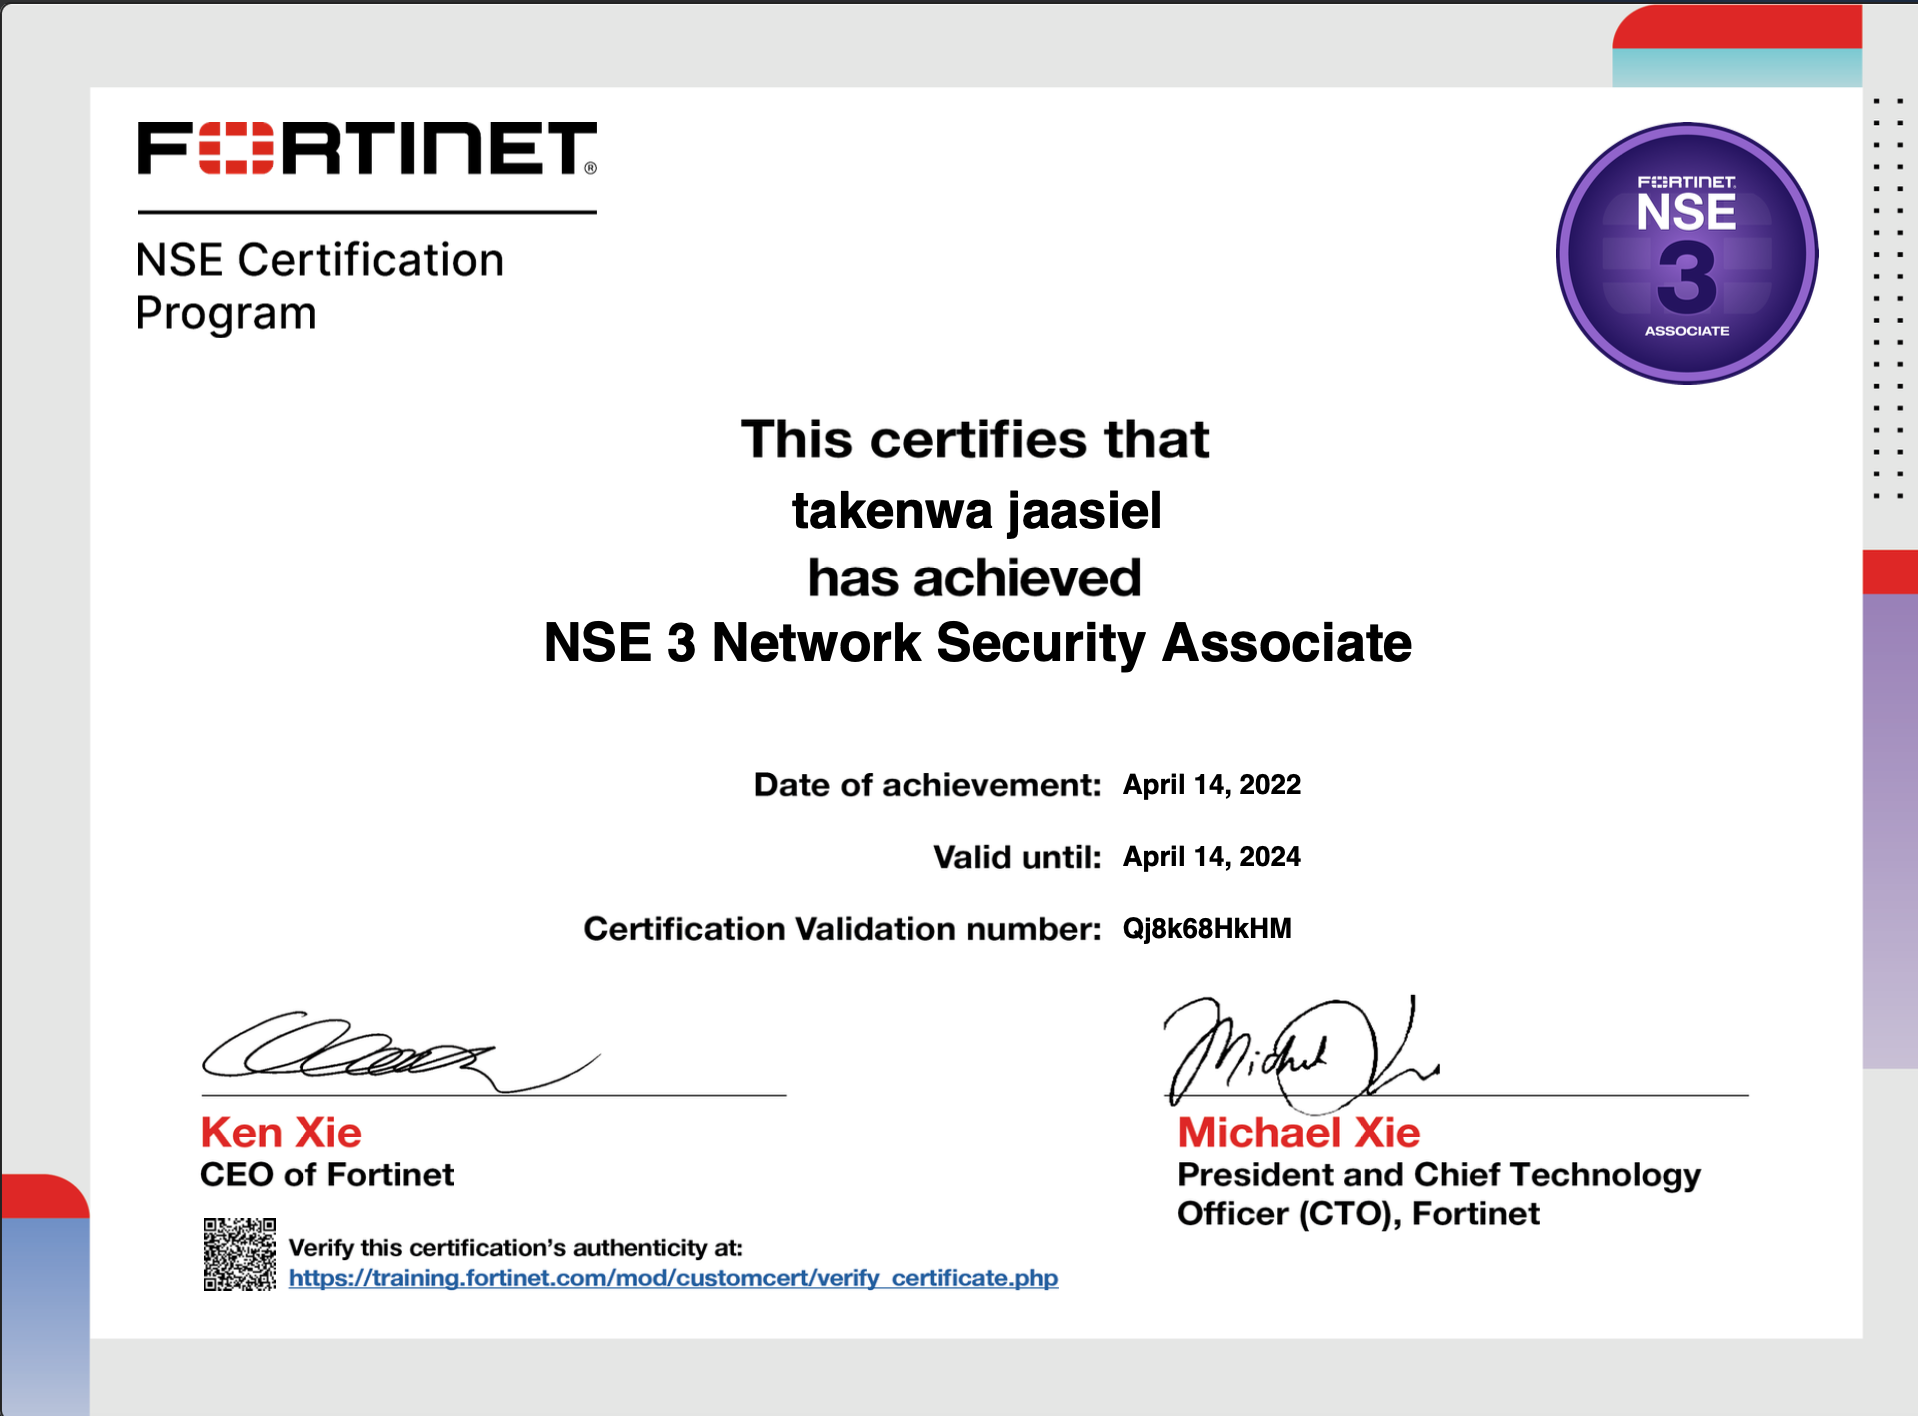 FORTINET®
NSE Certification
Program
FORTINET
NSE
3
ASSOCIATE
This certifies that
takenwa jaasiel
has achieved
NSE 3 Network Security Associate
Date of achievement: April 14, 2022
Valid until: April 14, 2024
Certification Validation number: Qj8k68HkHM
Ken Xie
CEO of Fortinet
Michael Xie
President and Chief Technology
Officer (CTO), Fortinet
Verify this certification's authenticity at:
https://training.fortinet.com/mod/customcert/verify_certificate.php